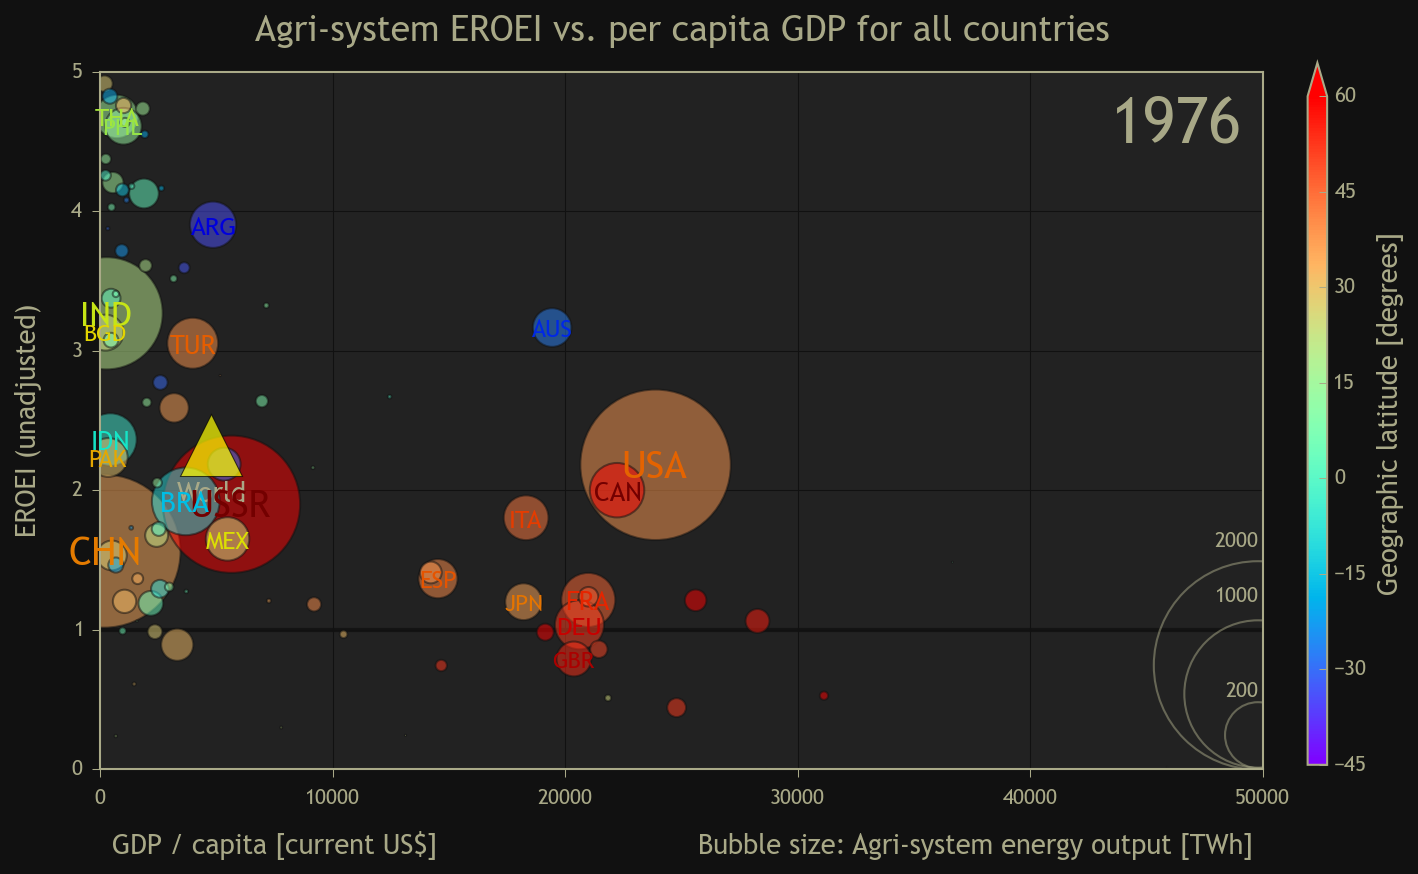 Agri-system EROEI vs. per capita GDP for all countries
1976
EROEI (unadjusted)
5
4
3
2
1
0
THA
PHL
ARG
IND
BGD
TUR
AUS
IDN
PAK
World
USSR
BRA
MEX
CHN
USA
CAN
ITA
ESP
JPN
FRA
DEU
GBR
2000
1000
200
0
10000
20000
30000
40000
50000
GDP / capita [current US$]
Bubble size: Agri-system energy output [TWh]
60
45
30
15
0
−15
−30
−45
Geographic latitude [degrees]